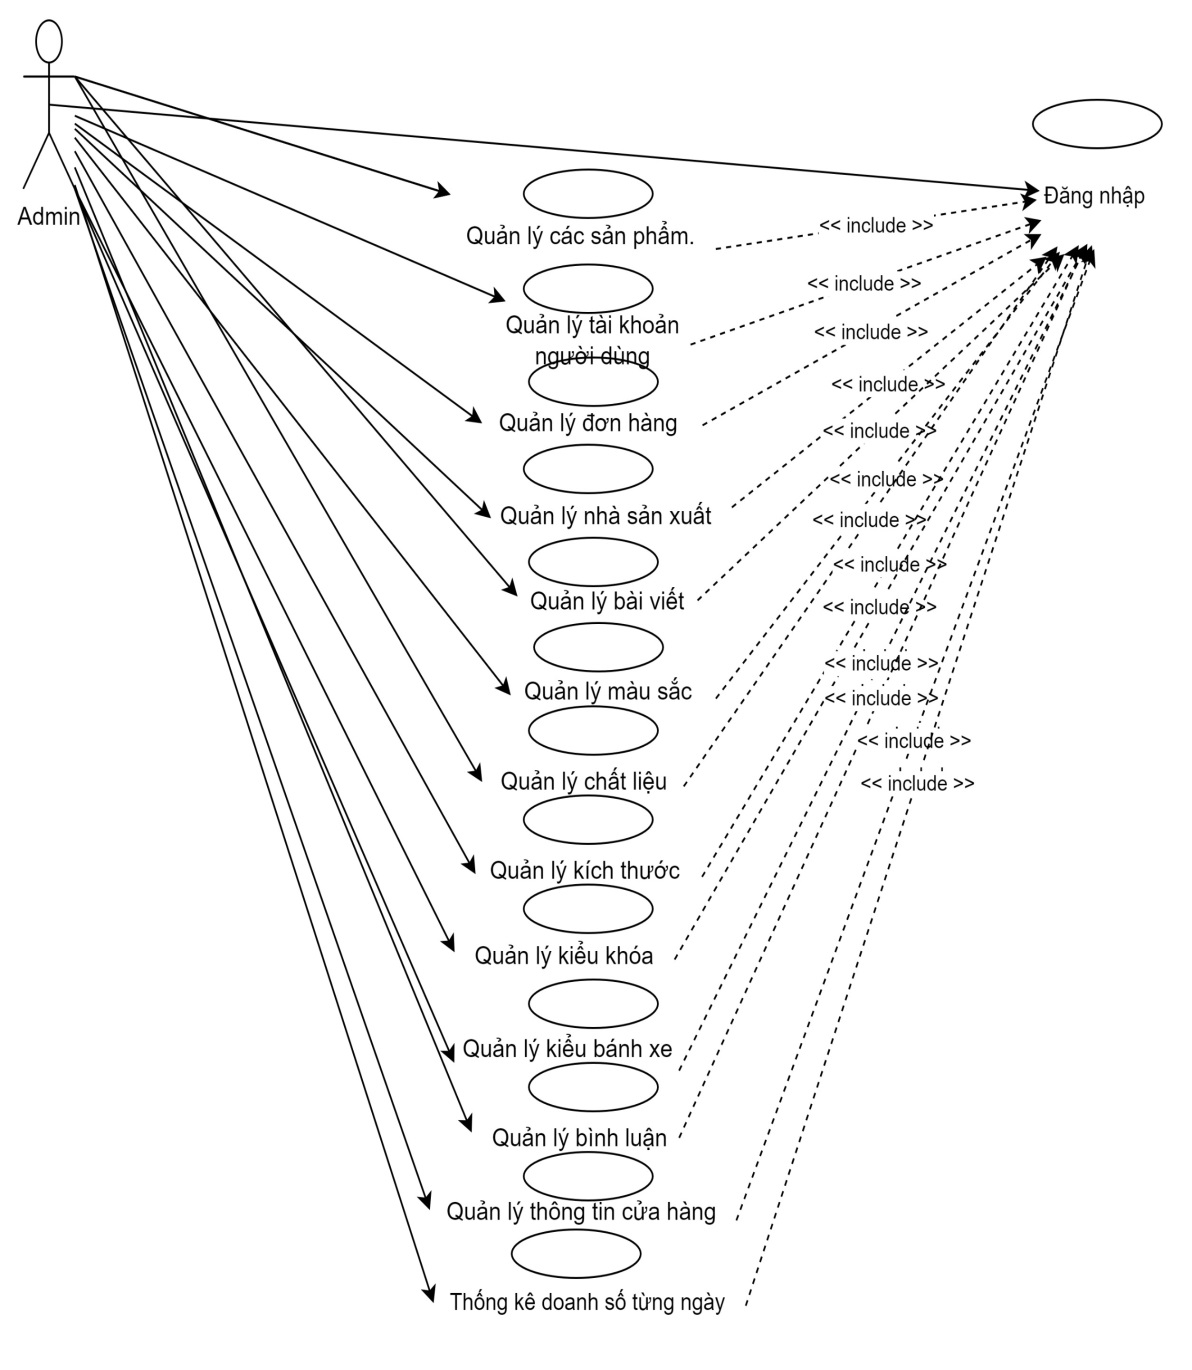 Admin
Đăng nhập
Quản lý các sản phẩm.
<< include >>
Quản lý tài khoản
người dùng
<< include >>
Quản lý đơn hàng
<< include >>
Quản lý nhà sản xuất
<< include >>
Quản lý bài viết
<< include >>
Quản lý màu sắc
<< include >>
Quản lý chất liệu
<< include >>
Quản lý kích thước
<< include >>
Quản lý kiểu khóa
<< include >>
Quản lý kiểu bánh xe
<< include >>
Quản lý bình luận
<< include >>
Quản lý thông tin cửa hàng
<< include >>
Thống kê doanh số từng ngày
<< include >>